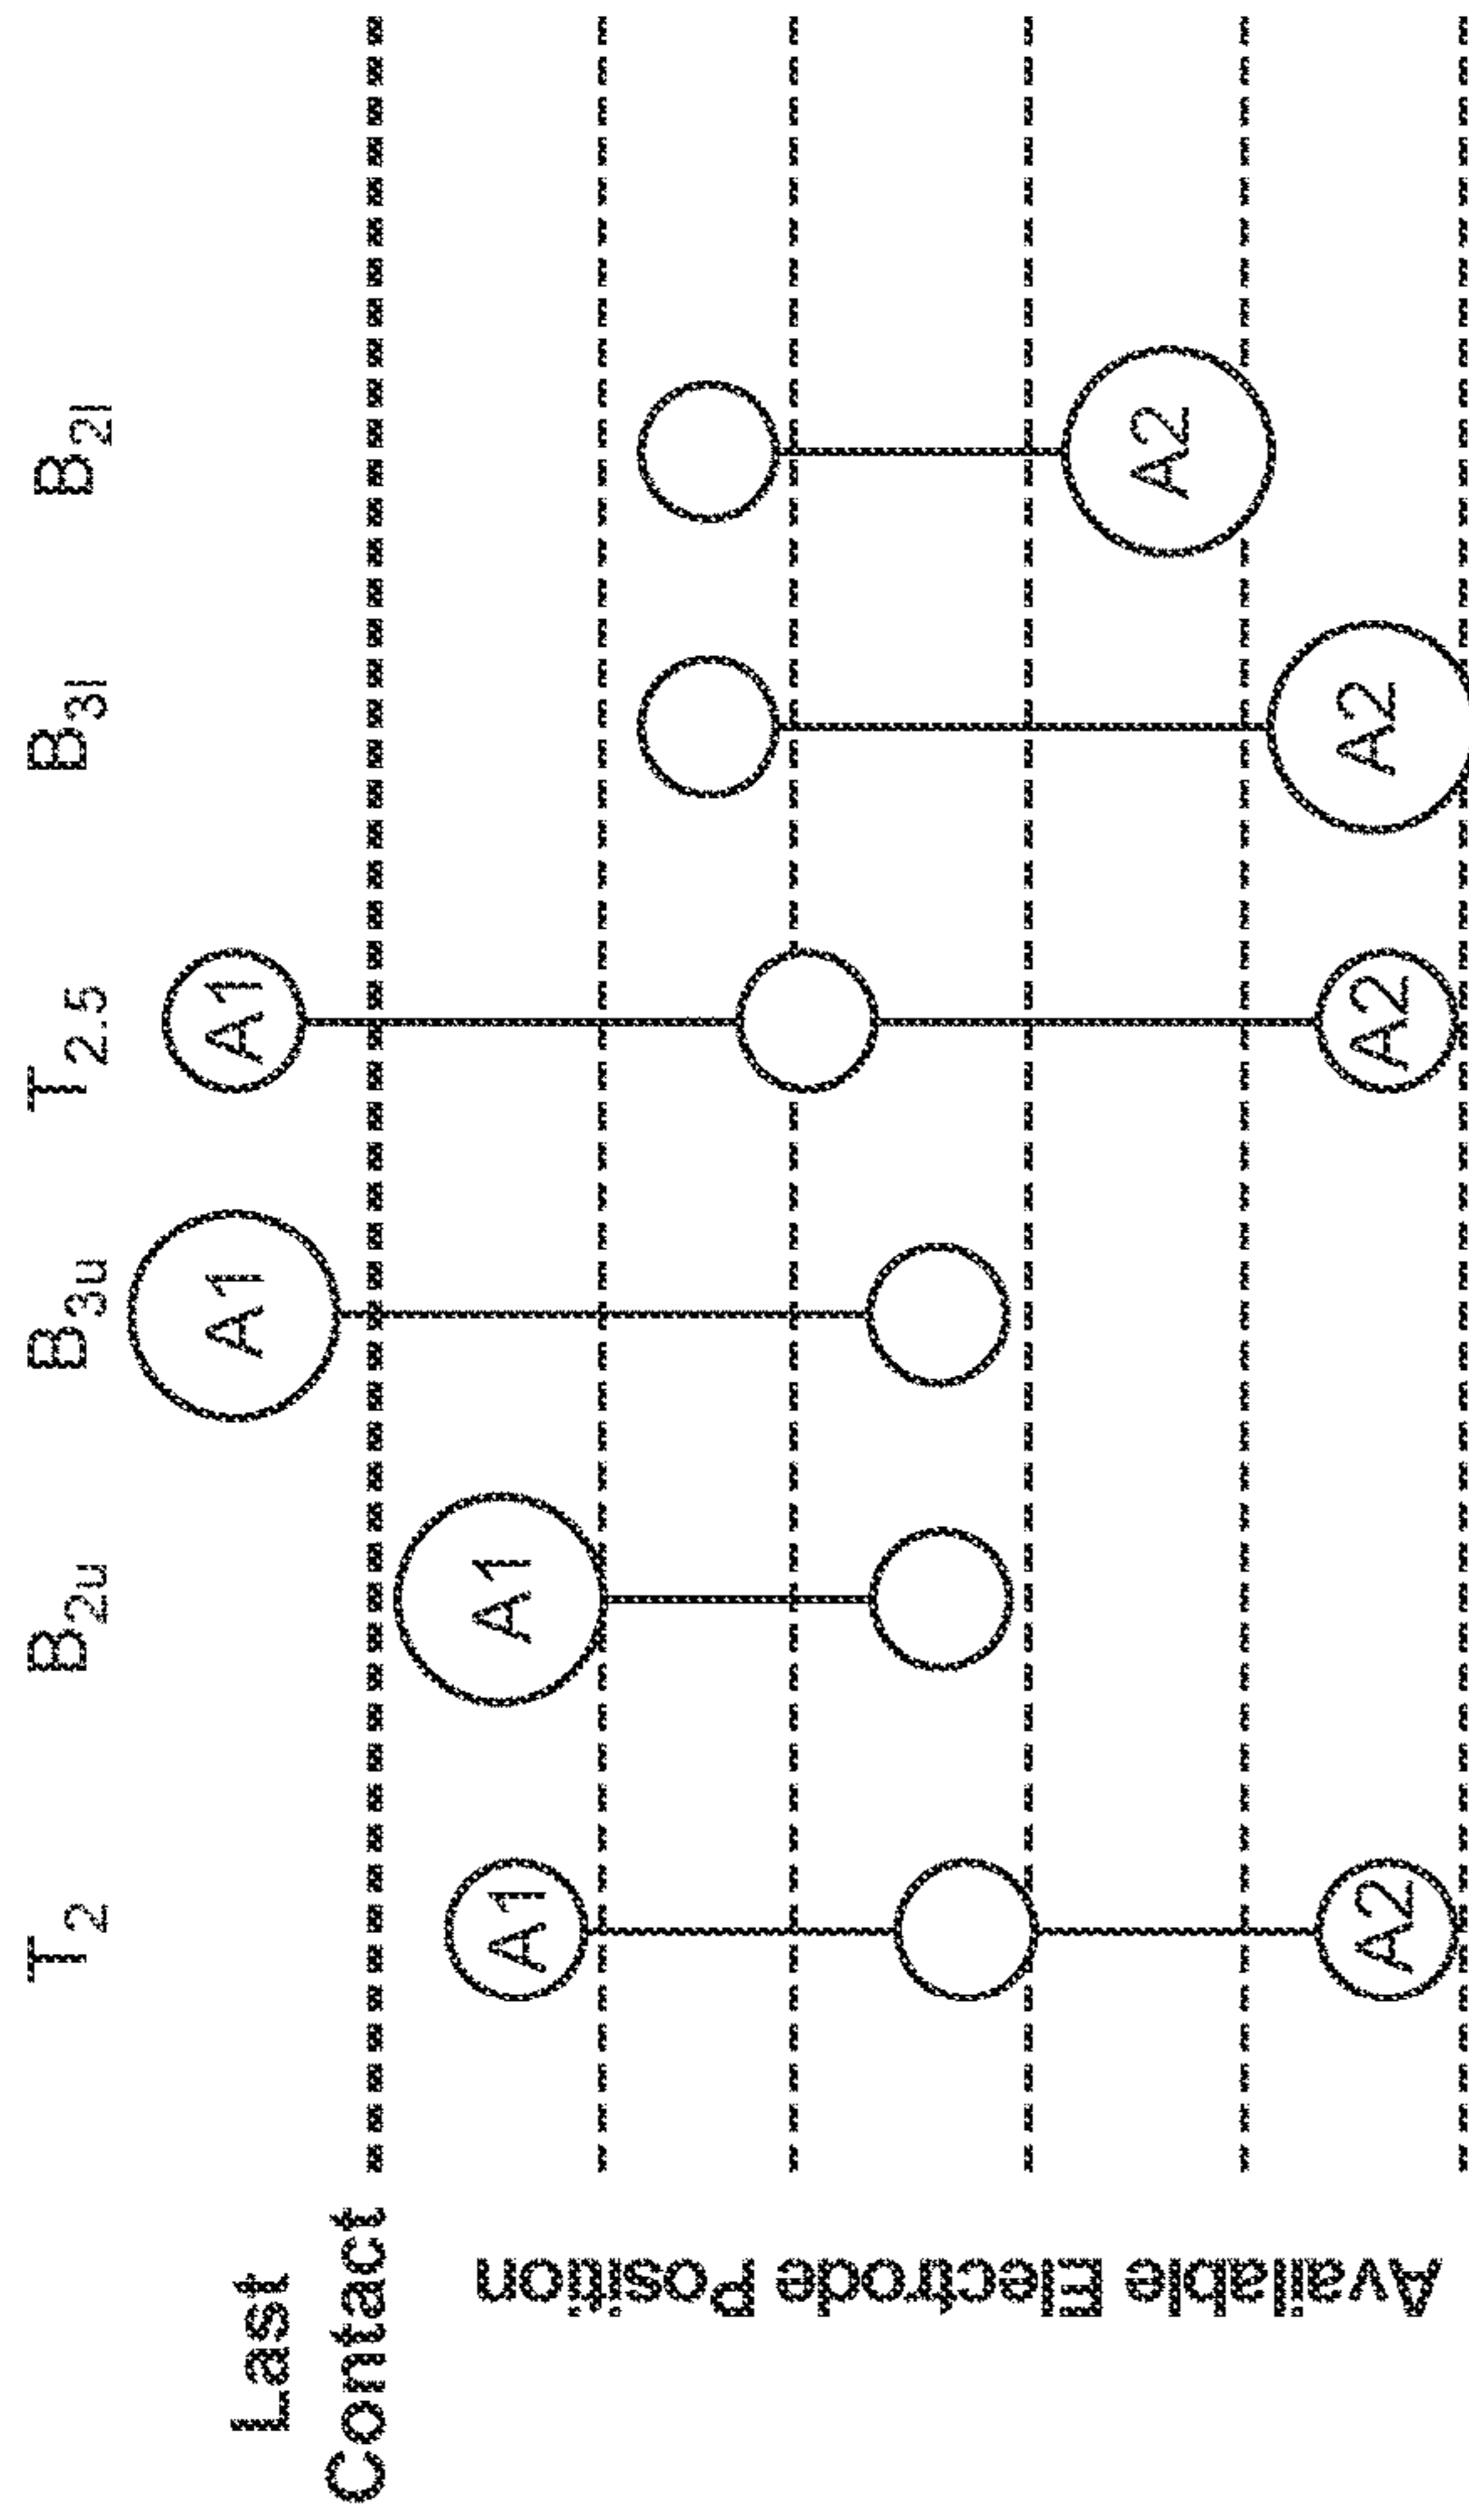 T₂ B₂ᵤ B₃ᵤ T₂.₅ B₃ₗ B₂ₗ
Last
Contact
A1 A1
A1 A1
Available Electrode Position
A2
A2 A2 A2